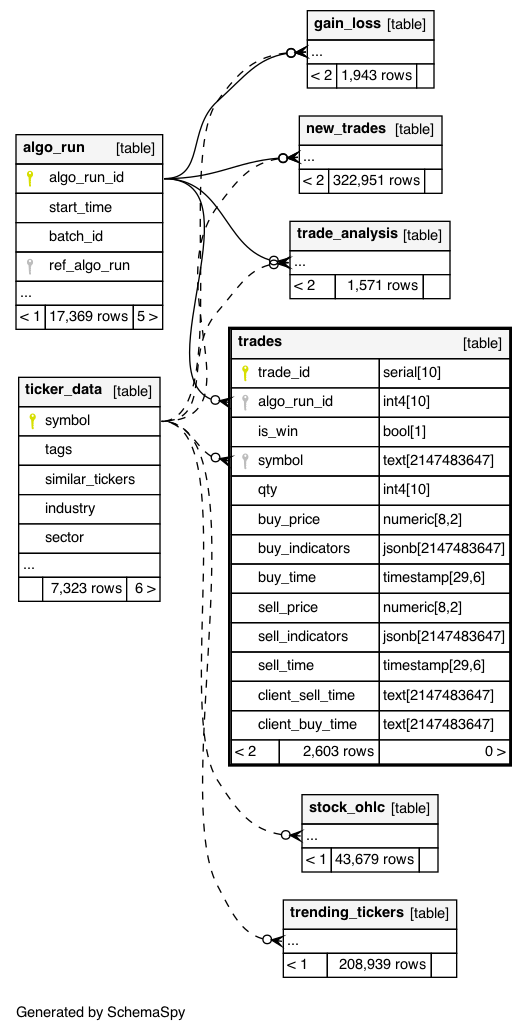 gain_loss [table]
...
< 2 1,943 rows
new_trades [table]
...
< 2 322,951 rows
algo_run [table]
algo_run_id
start_time
batch_id
ref_algo_run
...
< 1 17,369 rows 5 >
trade_analysis [table]
...
< 2 1,571 rows
trades [table]
trade_id serial[10]
algo_run_id int4[10]
is_win bool[1]
symbol text[2147483647]
qty int4[10]
buy_price numeric[8,2]
buy_indicators jsonb[2147483647]
buy_time timestamp[29,6]
sell_price numeric[8,2]
sell_indicators jsonb[2147483647]
sell_time timestamp[29,6]
client_sell_time text[2147483647]
client_buy_time text[2147483647]
< 2 2,603 rows 0 >
ticker_data [table]
symbol
tags
similar_tickers
industry
sector
...
7,323 rows 6 >
stock_ohlc [table]
...
< 1 43,679 rows
trending_tickers [table]
...
< 1 208,939 rows
Generated by SchemaSpy